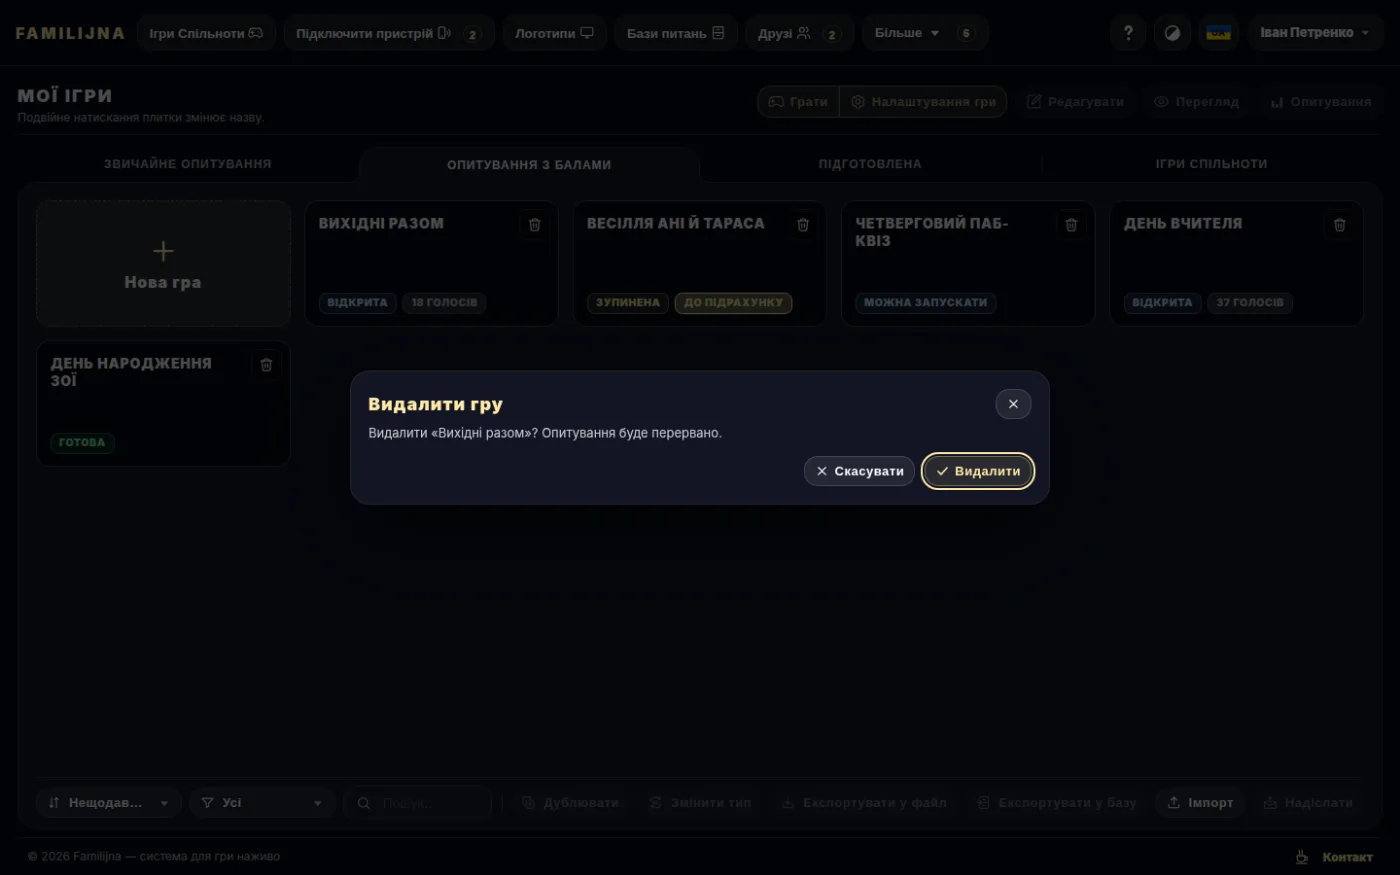 FAMILIJNA
Ігри Спільноти
Підключити пристрій 2
Логотипи
Бази питань
Друзі 2
Більше 6
?
Іван Петренко
МОЇ ІГРИ
Подвійне натискання плитки змінює назву.
Грати
Налаштування гри
Редагувати
Перегляд
Опитування
ЗВИЧАЙНЕ ОПИТУВАННЯ
ОПИТУВАННЯ З БАЛАМИ
ПІДГОТОВЛЕНА
ІГРИ СПІЛЬНОТИ
Нова гра
ВИХІДНІ РАЗОМ
ВІДКРИТА
18 ГОЛОСІВ
ВЕСІЛЛЯ АНІ Й ТАРАСА
ЗУПИНЕНА
ДО ПІДРАХУНКУ
ЧЕТВЕРГОВИЙ ПАБ-
КВІЗ
МОЖНА ЗАПУСКАТИ
ДЕНЬ ВЧИТЕЛЯ
ВІДКРИТА
37 ГОЛОСІВ
ДЕНЬ НАРОДЖЕННЯ
ЗОЇ
ГОТОВА
Видалити гру
Видалити «Вихідні разом»? Опитування буде перервано.
Скасувати
Видалити
Нещодав...
Усі
Пошук...
Дублювати
Змінити тип
Експортувати у файл
Експортувати у базу
Імпорт
Надіслати
© 2026 Familijna — система для гри наживо
Контакт